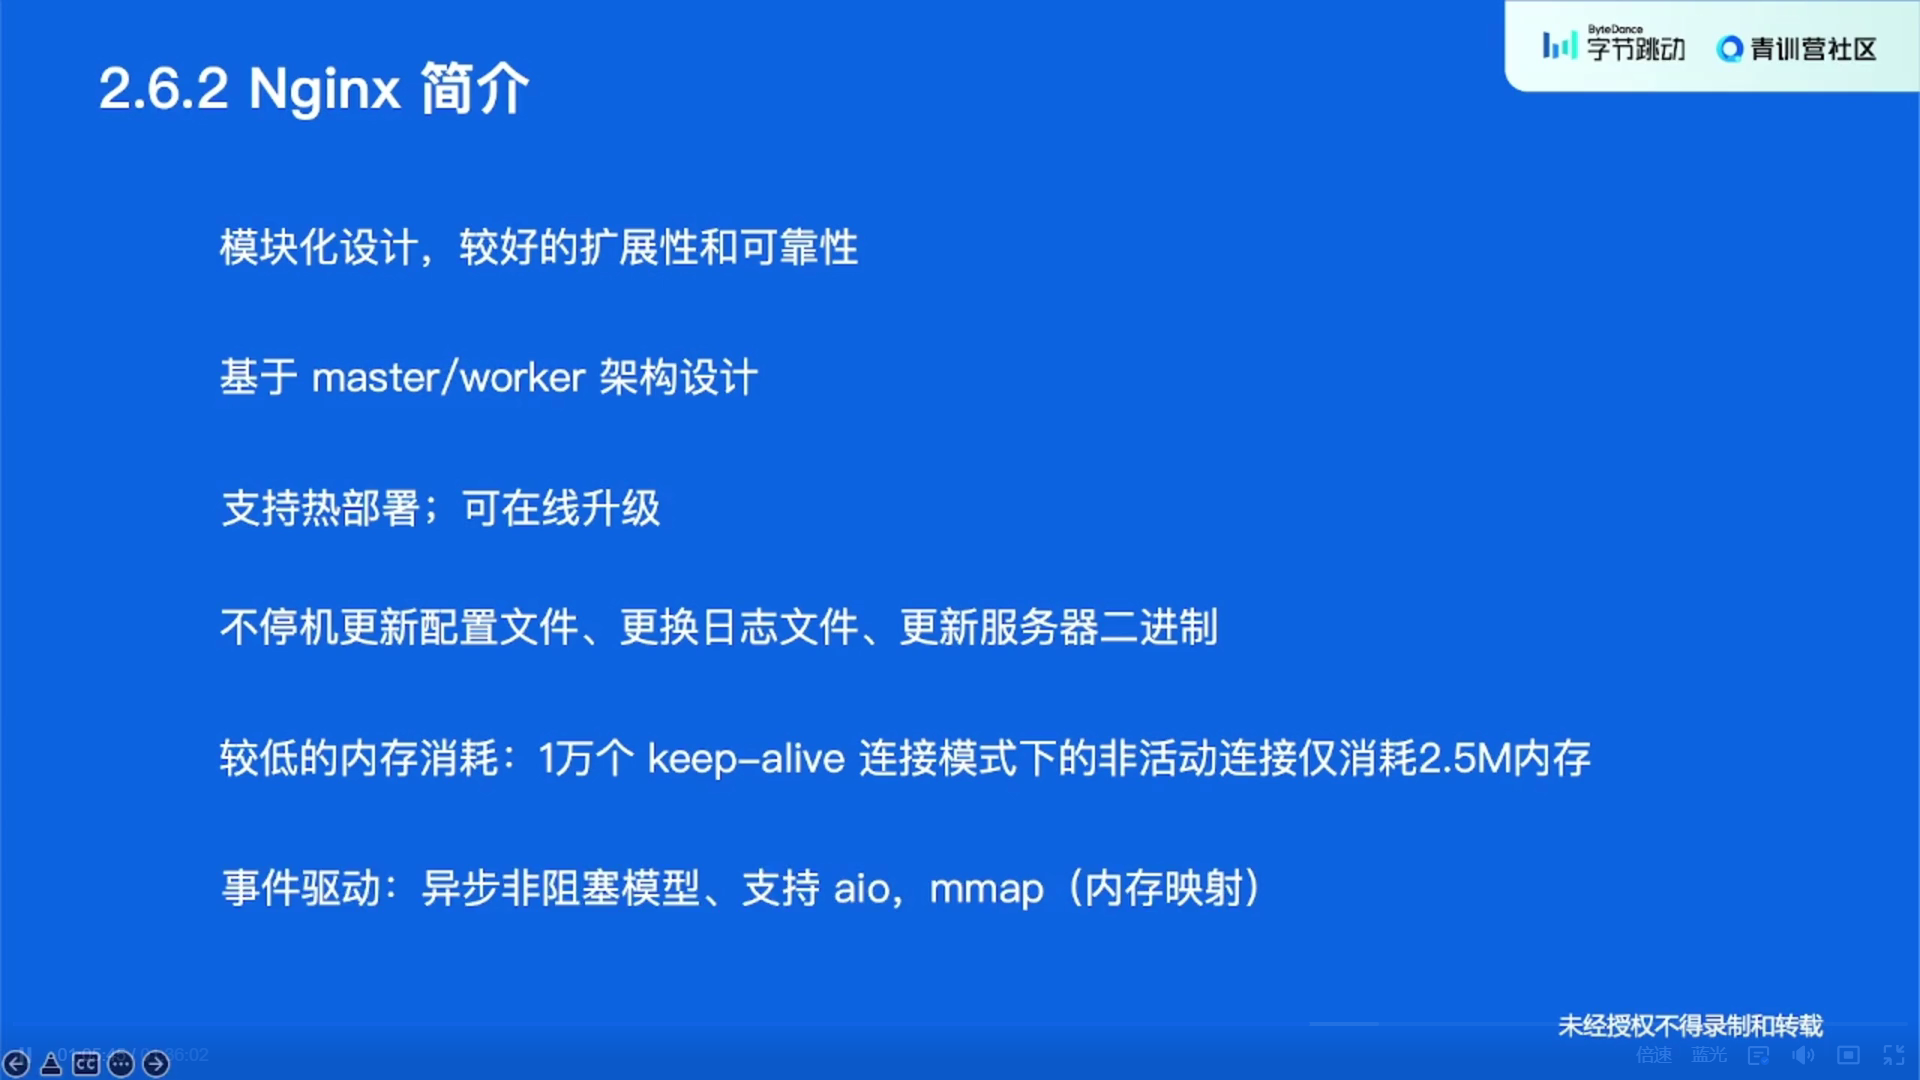 ByteDance
字节跳动
青训营社区
2.6.2 Nginx 简介
模块化设计，较好的扩展性和可靠性
基于 master/worker 架构设计
支持热部署；可在线升级
不停机更新配置文件、更换日志文件、更新服务器二进制
较低的内存消耗：1万个 keep-alive 连接模式下的非活动连接仅消耗2.5M内存
事件驱动：异步非阻塞模型、支持 aio，mmap（内存映射）
未经授权不得录制和转载
倍速 蓝光
CC